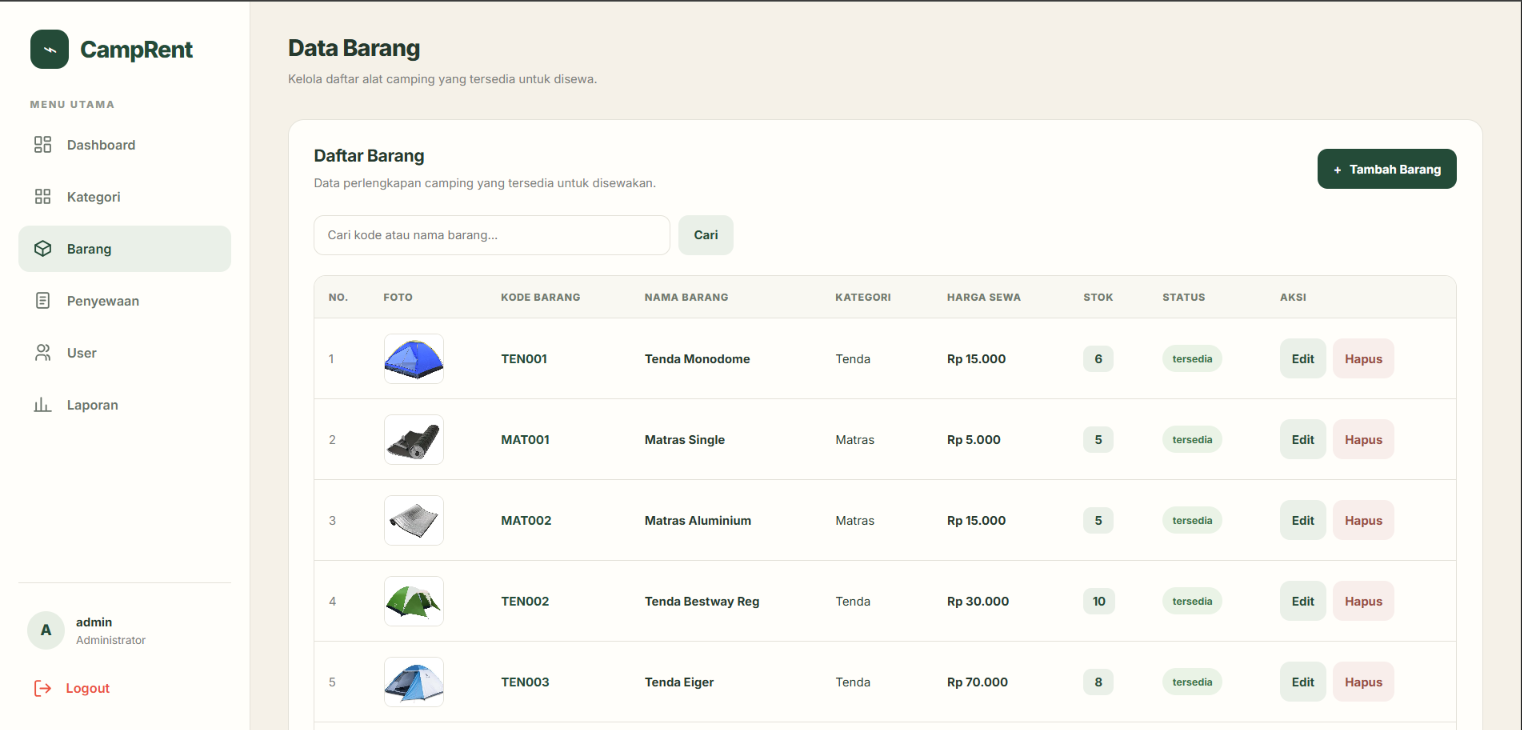 CampRent
MENU UTAMA
Dashboard
Kategori
Barang
Penyewaan
User
Laporan
A
admin
Administrator
Logout
Data Barang
Kelola daftar alat camping yang tersedia untuk disewa.
Daftar Barang
Data perlengkapan camping yang tersedia untuk disewakan.
+ Tambah Barang
Cari kode atau nama barang...
Cari
NO. FOTO KODE BARANG NAMA BARANG KATEGORI HARGA SEWA STOK STATUS AKSI
1 TEN001 Tenda Monodome Tenda Rp 15.000 6 tersedia Edit Hapus
2 MAT001 Matras Single Matras Rp 5.000 5 tersedia Edit Hapus
3 MAT002 Matras Aluminium Matras Rp 15.000 5 tersedia Edit Hapus
4 TEN002 Tenda Bestway Reg Tenda Rp 30.000 10 tersedia Edit Hapus
5 TEN003 Tenda Eiger Tenda Rp 70.000 8 tersedia Edit Hapus